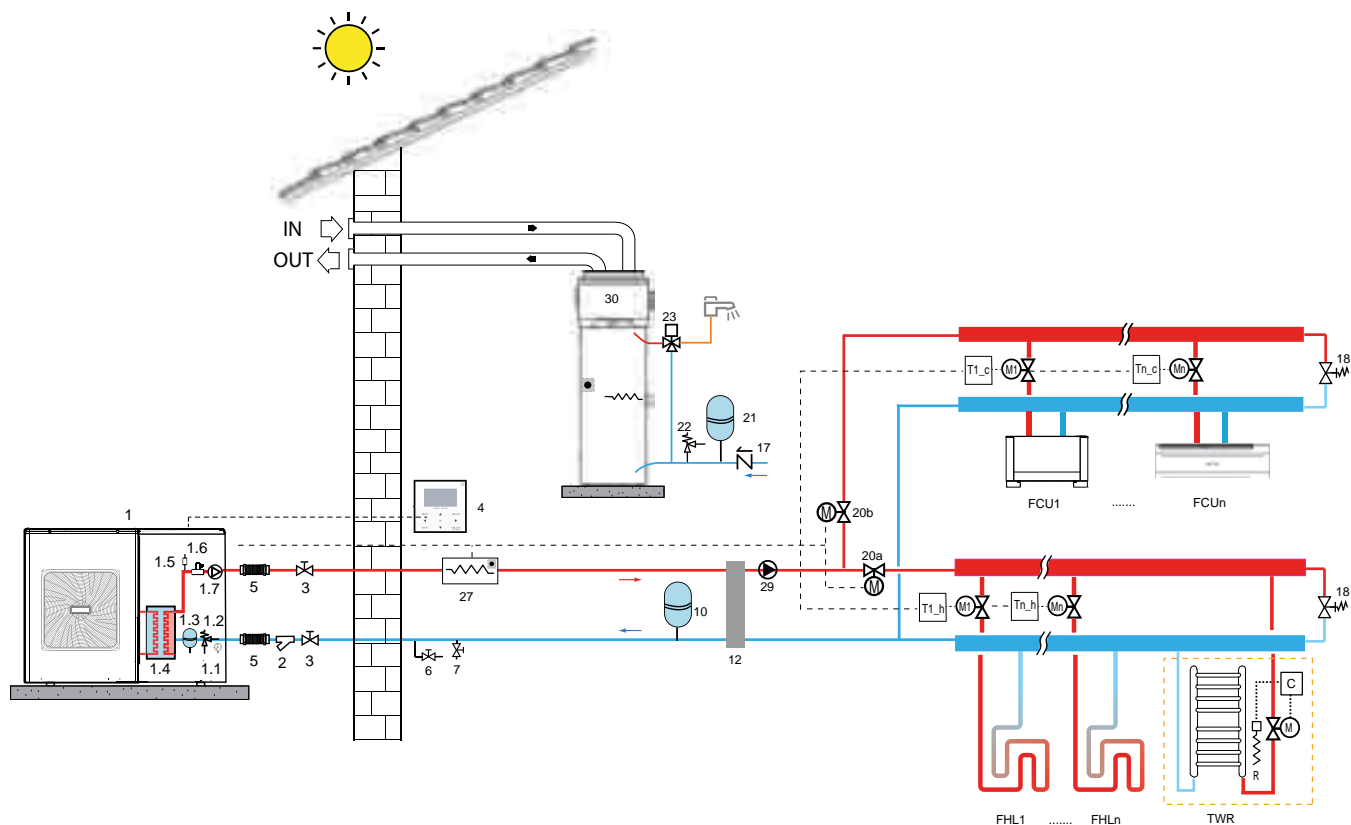 IN
OUT
30
23
21
22
17
T1_c
M1
Tn_c
Mn
18
FCU1
.......
FCUn
4
M
20b
1
1.6
1.5
1.7
5
3
27
29
20a
M
T1_h
M1
Tn_h
Mn
18
1.3
1.2
10
1.4
1.1
5
2
3
6
7
12
C
M
R
FHL1
.......
FHLn
TWR